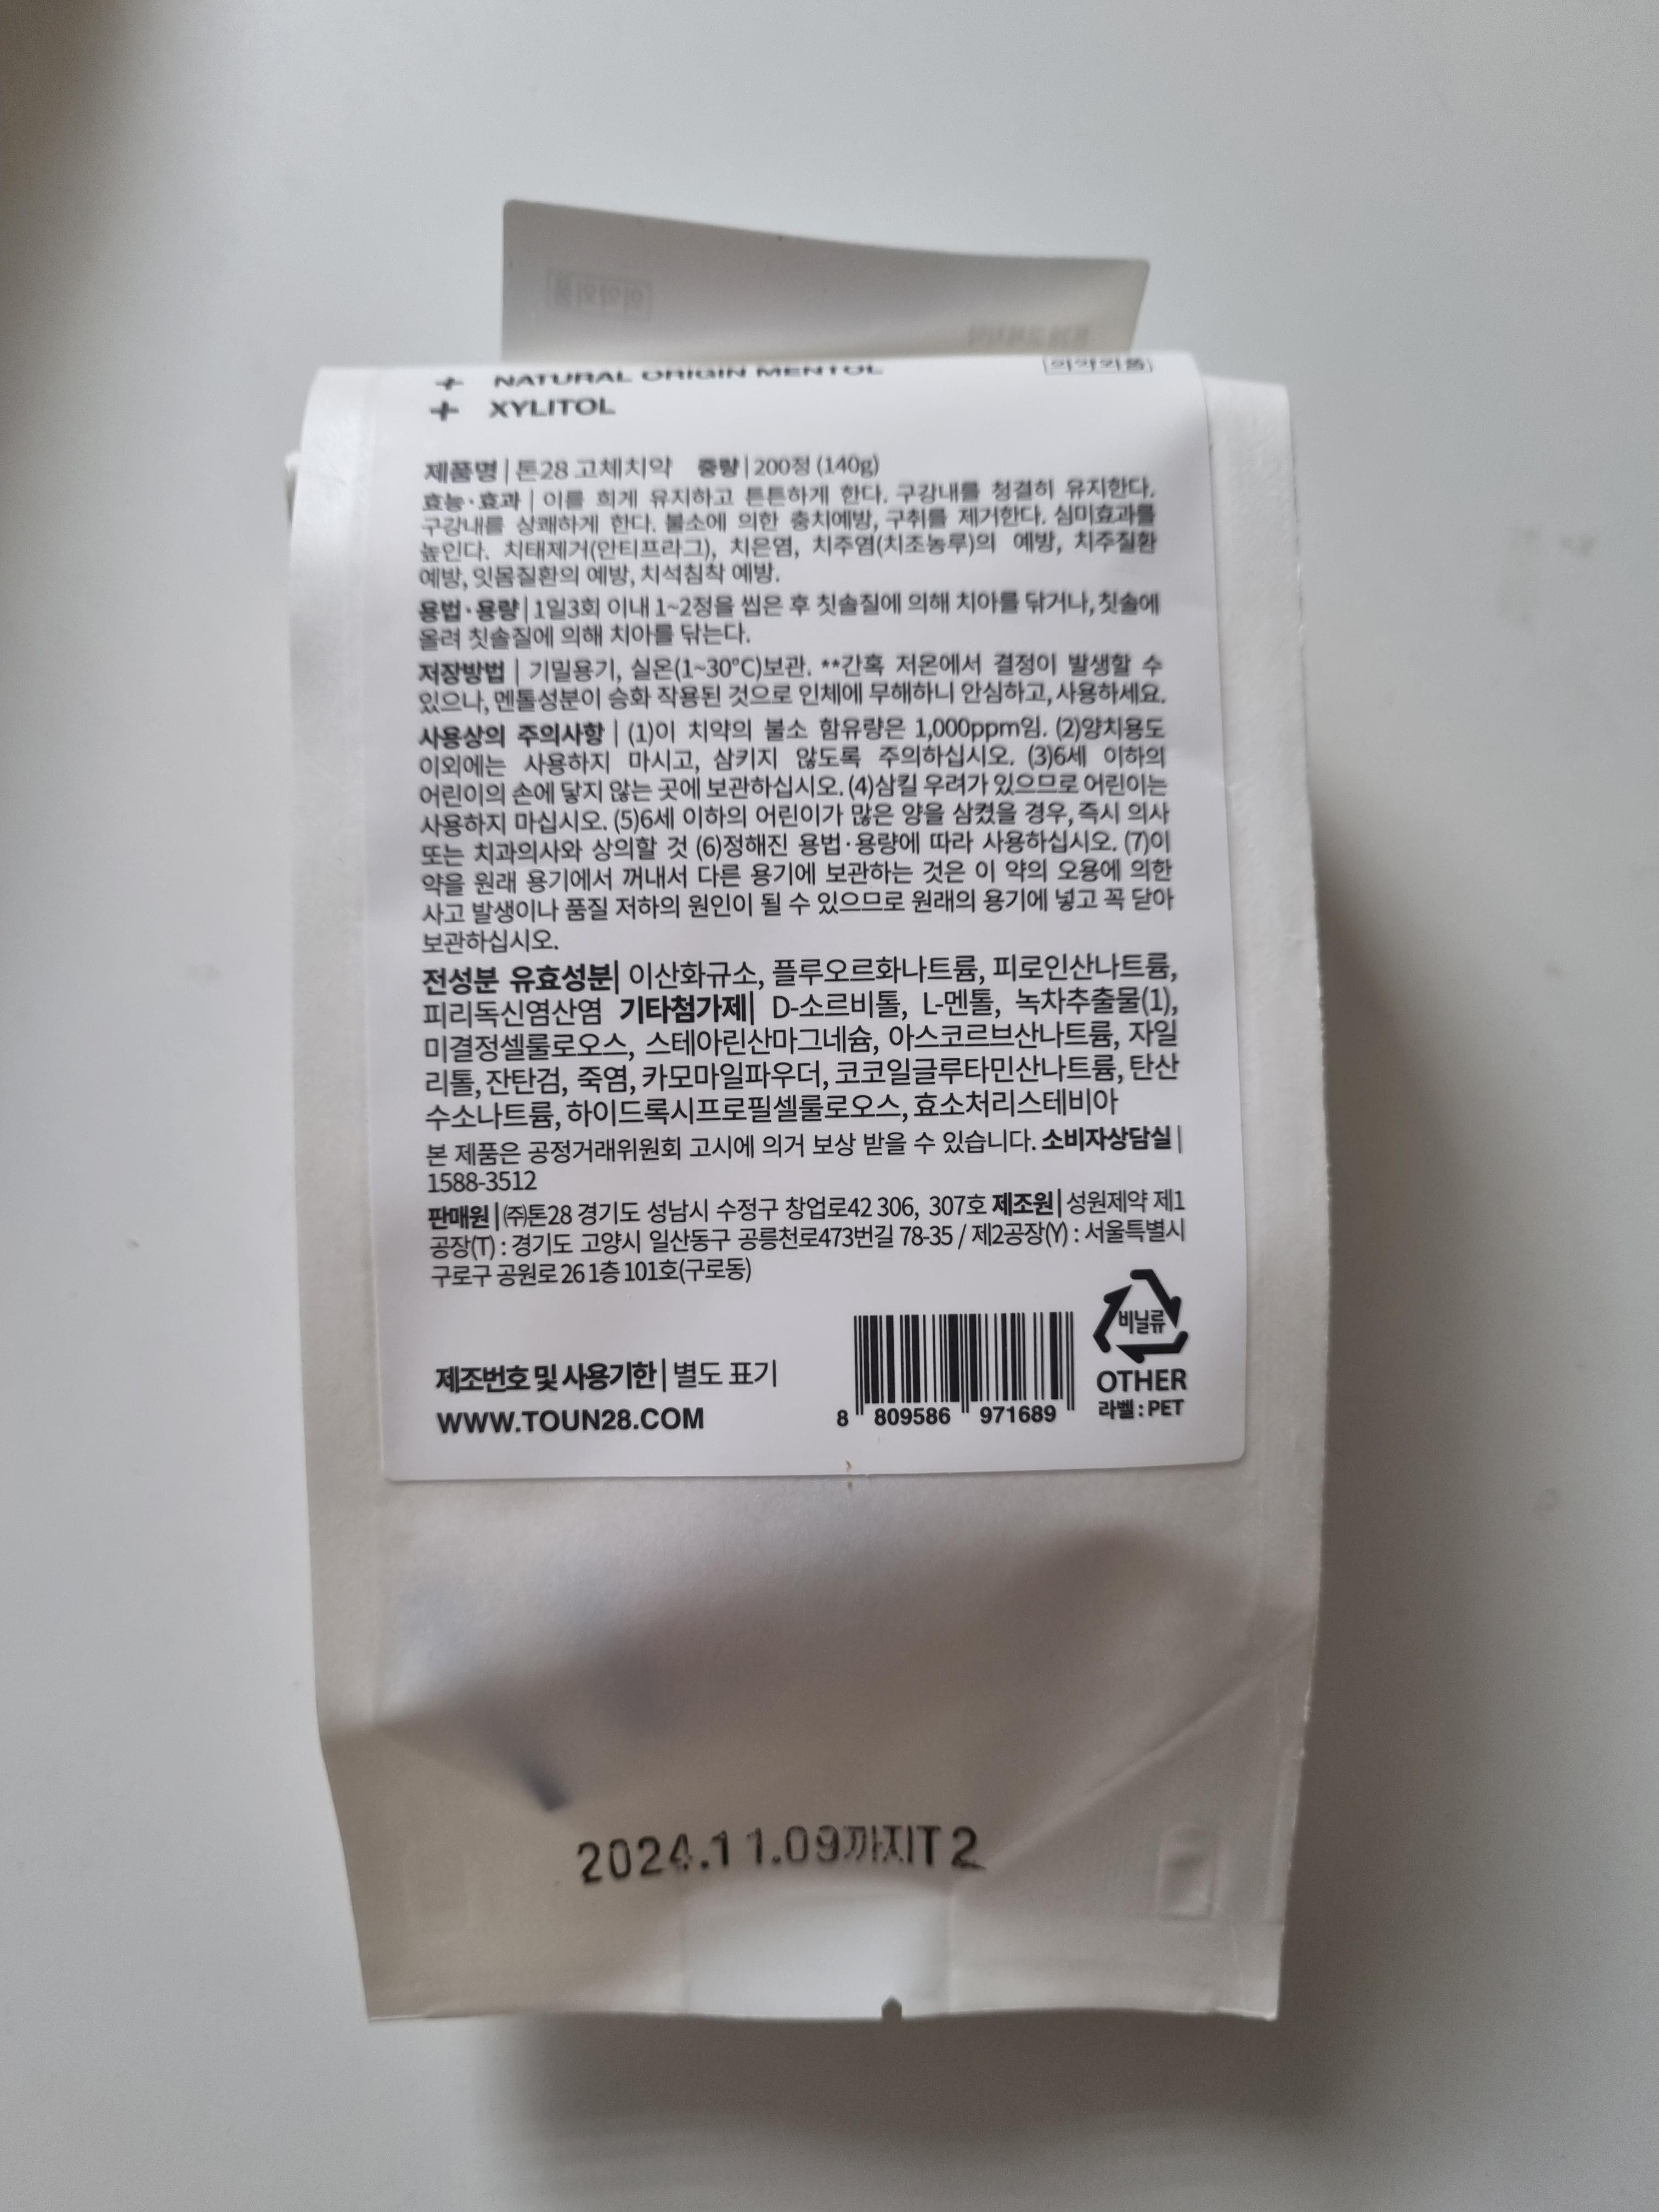 + NATURAL ORIGIN MENTOL 의약외품
+ XYLITOL
제품명 | 톤28 고체치약 중량 | 200정 (140g)
효능·효과 | 이를 희게 유지하고 튼튼하게 한다. 구강내를 청결히 유지한다.
구강내를 상쾌하게 한다. 불소에 의한 충치예방, 구취를 제거한다. 심미효과를
높인다. 치태제거(안티프라그), 치은염, 치주염(치조농루)의 예방, 치주질환
예방, 잇몸질환의 예방, 치석침착 예방.
용법·용량 | 1일3회 이내 1~2정을 씹은 후 칫솔질에 의해 치아를 닦거나, 칫솔에
올려 칫솔질에 의해 치아를 닦는다.
저장방법 | 기밀용기, 실온(1~30°C)보관. **간혹 저온에서 결정이 발생할 수
있으나, 멘톨성분이 승화 작용된 것으로 인체에 무해하니 안심하고, 사용하세요.
사용상의 주의사항 | (1)이 치약의 불소 함유량은 1,000ppm임. (2)양치용도
이외에는 사용하지 마시고, 삼키지 않도록 주의하십시오. (3)6세 이하의
어린이의 손에 닿지 않는 곳에 보관하십시오. (4)삼킬 우려가 있으므로 어린이는
사용하지 마십시오. (5)6세 이하의 어린이가 많은 양을 삼켰을 경우, 즉시 의사
또는 치과의사와 상의할 것 (6)정해진 용법·용량에 따라 사용하십시오. (7)이
약을 원래 용기에서 꺼내서 다른 용기에 보관하는 것은 이 약의 오용에 의한
사고 발생이나 품질 저하의 원인이 될 수 있으므로 원래의 용기에 넣고 꼭 닫아
보관하십시오.
전성분 유효성분| 이산화규소, 플루오르화나트륨, 피로인산나트륨,
피리독신염산염 기타첨가제| D-소르비톨, L-멘톨, 녹차추출물(1),
미결정셀룰로오스, 스테아린산마그네슘, 아스코르브산나트륨, 자일
리톨, 잔탄검, 죽염, 카모마일파우더, 코코일글루타민산나트륨, 탄산
수소나트륨, 하이드록시프로필셀룰로오스, 효소처리스테비아
본 제품은 공정거래위원회 고시에 의거 보상 받을 수 있습니다. 소비자상담실 |
1588-3512
판매원 | ㈜톤28 경기도 성남시 수정구 창업로42 306, 307호 제조원 | 성원제약 제1
공장(T) : 경기도 고양시 일산동구 공릉천로473번길 78-35 / 제2공장(Y) : 서울특별시
구로구 공원로 26 1층 101호(구로동)
비닐류
제조번호 및 사용기한 | 별도 표기
OTHER
라벨 : PET
WWW.TOUN28.COM
8 809586 971689
2024.11.09까지T2